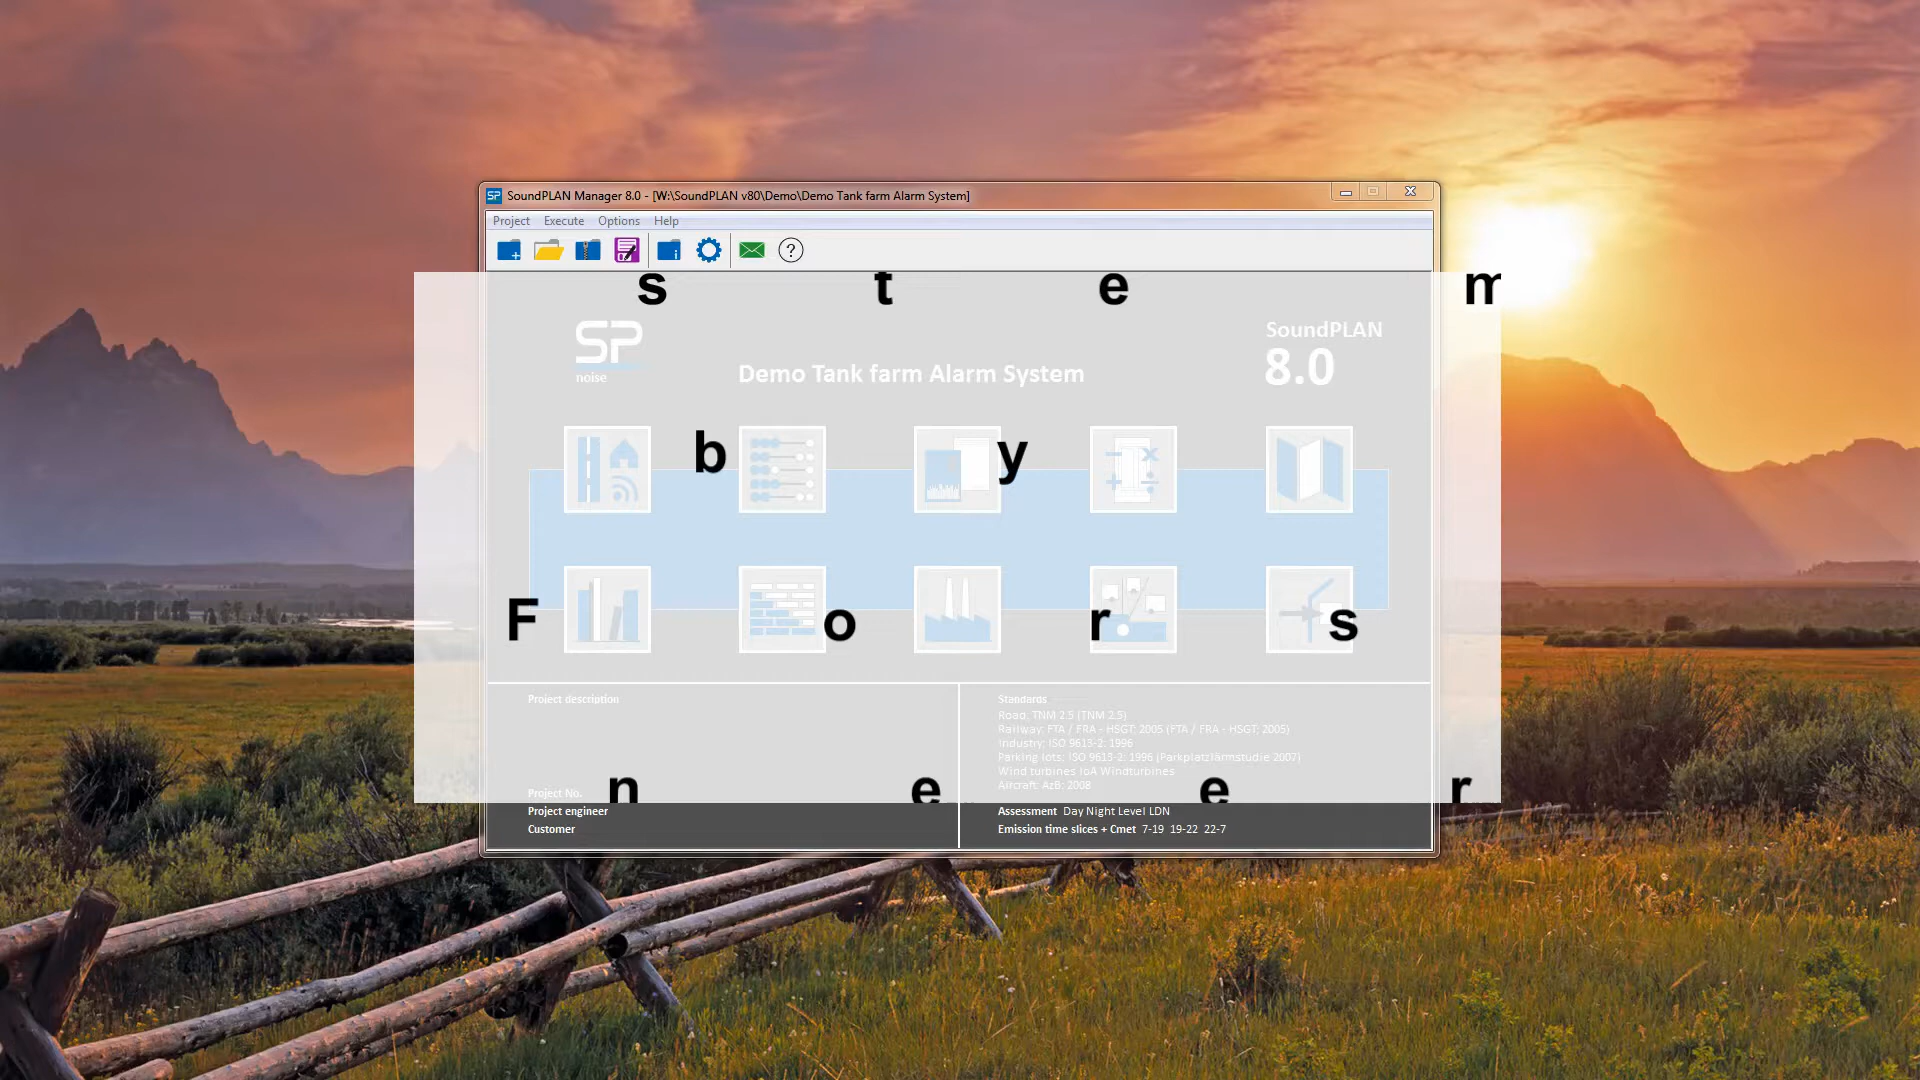 SoundPLAN Manager 8.0 - [W:\SoundPLAN v80\Demo\Demo Tank farm Alarm System]
Project Execute Options Help
s t e m
SP
noise
Demo Tank farm Alarm System
SoundPLAN
8.0
b y
F o r s
Project description
Standards
Road: TNM 2.5 (TNM 2.5)
Railway: FTA / FRA - HSGT: 2005 (FTA / FRA - HSGT: 2005)
Industry: ISO 9613-2: 1996
Parking lots: ISO 9613-2: 1996 (Parkplatzlärmstudie 2007)
Wind turbines IoA Windturbines
Aircraft: AzB: 2008
n e e r
Project No.
Project engineer
Customer
Assessment Day Night Level LDN
Emission time slices + Cmet 7-19 19-22 22-7